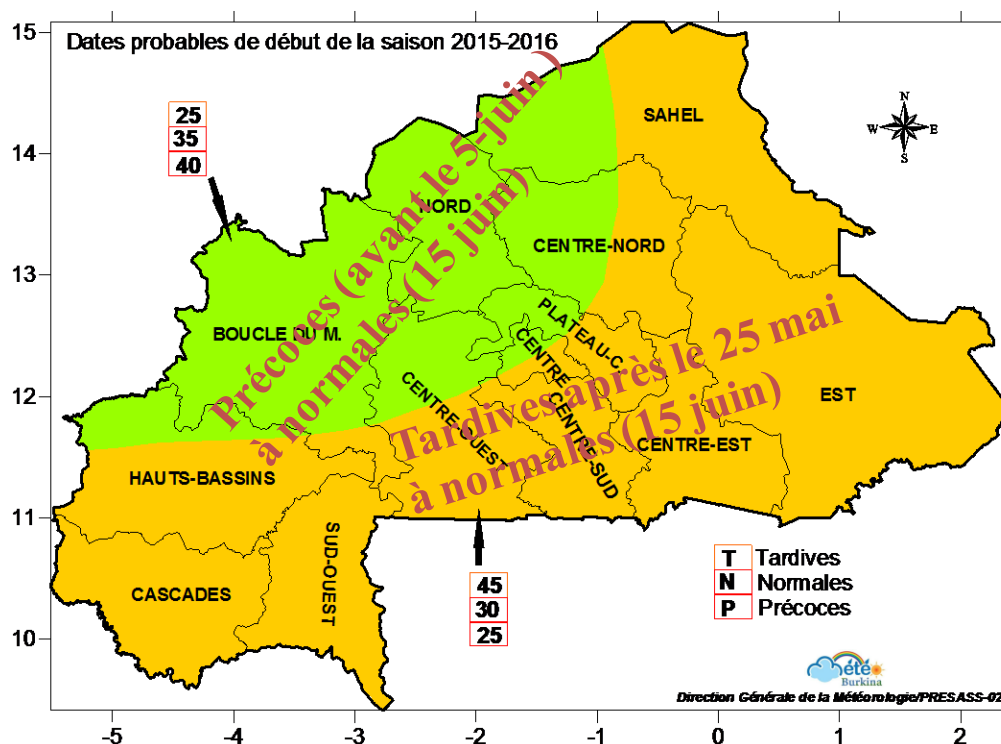 Dates probables de début de la saison 2015-2016
15
14
13
12
11
10
25
35
40
N
W E
S
SAHEL
NORD
CENTRE-NORD
BOUCLE DU M.
PLATEAU-C.
CENTRE
CENTRE-OUEST
CENTRE-SUD
EST
CENTRE-EST
HAUTS-BASSINS
CASCADES
SUD-OUEST
Précoces (avant le 5-juin )
à normales (15 juin)
Tardives après le 25 mai
à normales (15 juin)
45
30
25
T Tardives
N Normales
P Précoces
été
Burkina
Direction Générale de la Météorologie/PRESASS-02
-5 -4 -3 -2 -1 0 1 2